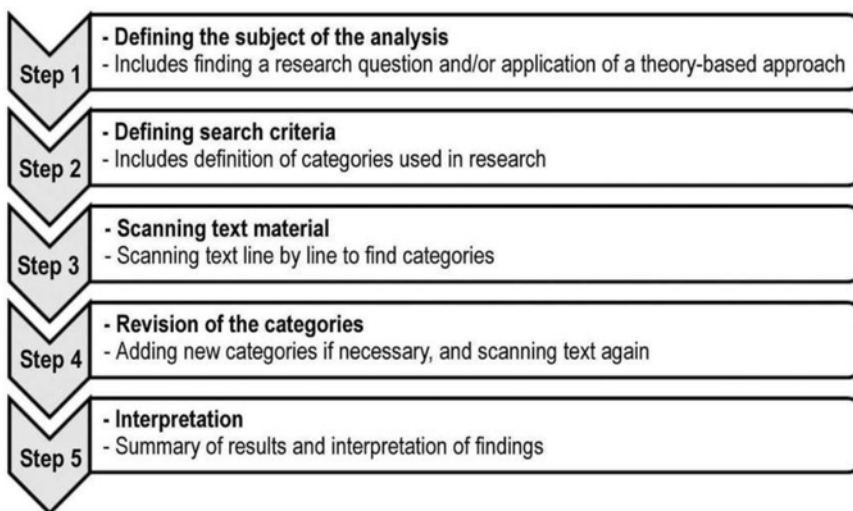 Step 1
- Defining the subject of the analysis
- Includes finding a research question and/or application of a theory-based approach
Step 2
- Defining search criteria
- Includes definition of categories used in research
Step 3
- Scanning text material
- Scanning text line by line to find categories
Step 4
- Revision of the categories
- Adding new categories if necessary, and scanning text again
Step 5
- Interpretation
- Summary of results and interpretation of findings